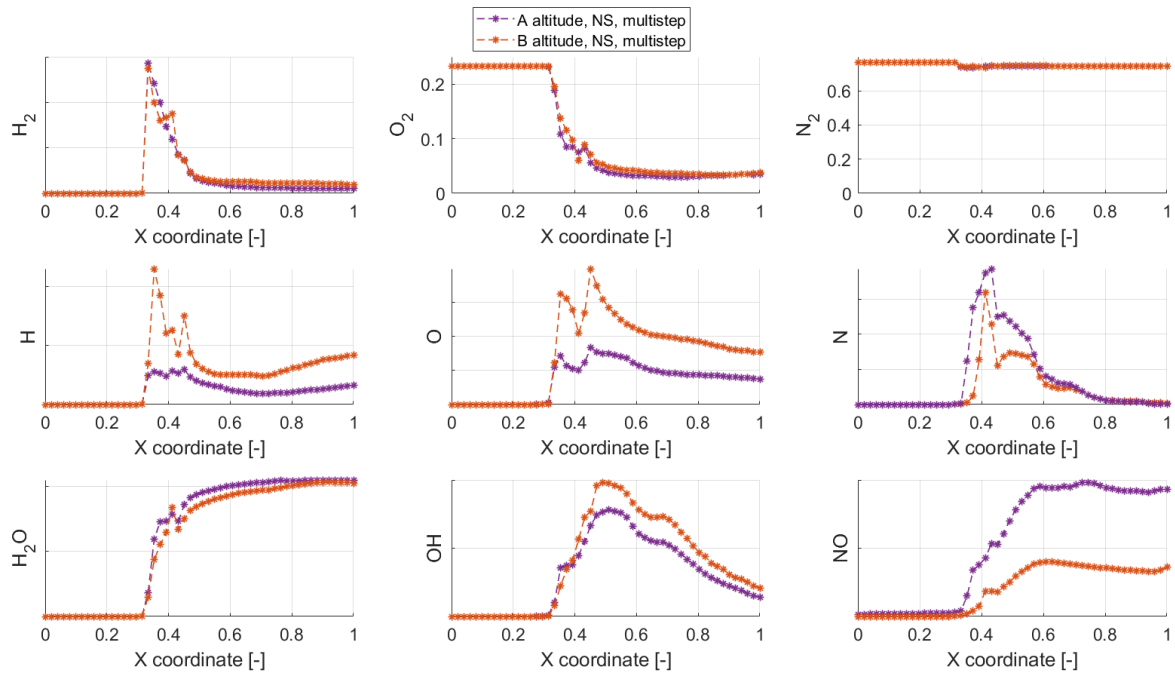 A altitude, NS, multistep
B altitude, NS, multistep
H2
0 0.2 0.4 0.6 0.8 1
X coordinate [-]
O2
0.2
0.1
0
0 0.2 0.4 0.6 0.8 1
X coordinate [-]
N2
0.6
0.4
0.2
0
0 0.2 0.4 0.6 0.8 1
X coordinate [-]
H
0 0.2 0.4 0.6 0.8 1
X coordinate [-]
O
0 0.2 0.4 0.6 0.8 1
X coordinate [-]
N
0 0.2 0.4 0.6 0.8 1
X coordinate [-]
H2O
0 0.2 0.4 0.6 0.8 1
X coordinate [-]
OH
0 0.2 0.4 0.6 0.8 1
X coordinate [-]
NO
0 0.2 0.4 0.6 0.8 1
X coordinate [-]